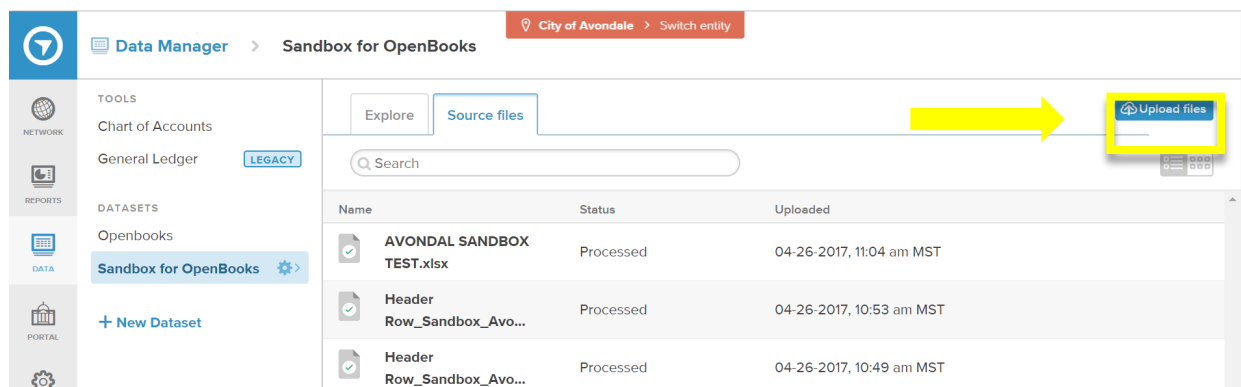 City of Avondale > Switch entity
Data Manager > Sandbox for OpenBooks
NETWORK
REPORTS
DATA
PORTAL
TOOLS
Chart of Accounts
General Ledger LEGACY
DATASETS
Openbooks
Sandbox for OpenBooks >
+ New Dataset
Explore Source files Upload files
Search
Name Status Uploaded
AVONDAL SANDBOX
TEST.xlsx Processed 04-26-2017, 11:04 am MST
Header
Row_Sandbox_Avo... Processed 04-26-2017, 10:53 am MST
Header
Row_Sandbox_Avo... Processed 04-26-2017, 10:49 am MST